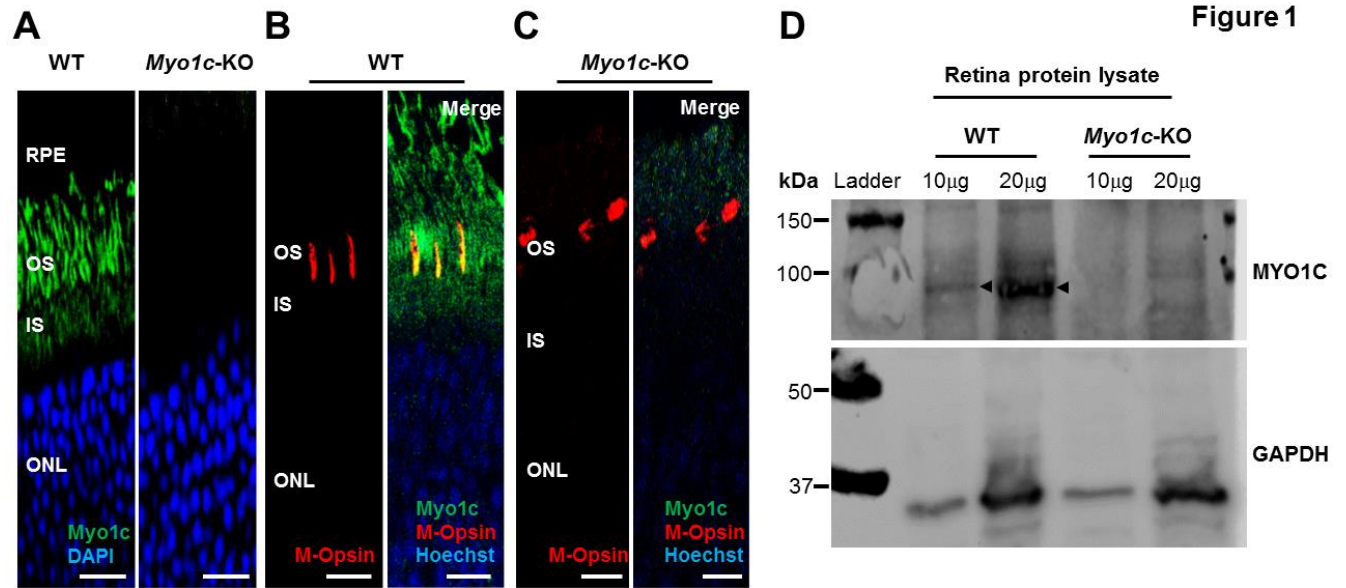 Figure 1
A
WT
Myo1c-KO
RPE
OS
IS
ONL
Myo1c
DAPI
B
WT
Merge
OS
IS
ONL
M-Opsin
Myo1c
M-Opsin
Hoechst
C
Myo1c-KO
Merge
OS
IS
ONL
M-Opsin
Myo1c
M-Opsin
Hoechst
D
Retina protein lysate
WT
Myo1c-KO
kDa Ladder 10µg 20µg 10µg 20µg
150
100
MYO1C
50
37
GAPDH